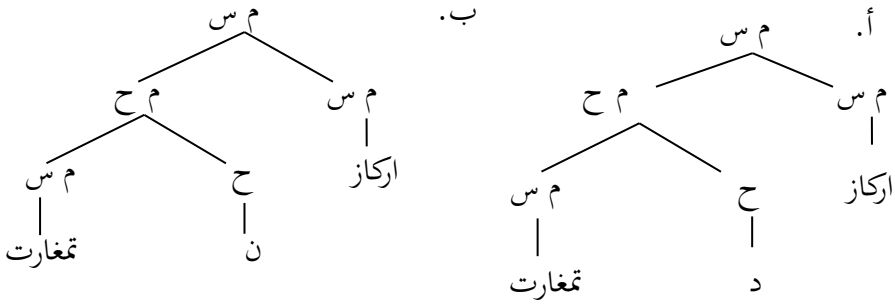 أ.
م س
م ح م س
اركاز
م س ح
تمغارت د
ب.
م س
م ح م س
اركاز
م س ح
تمغارت ن